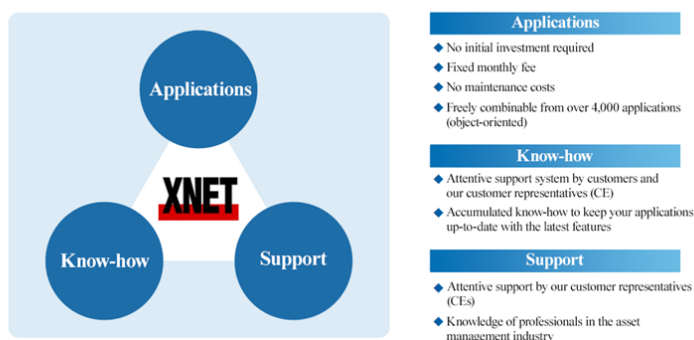 Applications
XNET
Know-how
Support
Applications
No initial investment required
Fixed monthly fee
No maintenance costs
Freely combinable from over 4,000 applications
(object-oriented)
Know-how
Attentive support system by customers and
our customer representatives (CE)
Accumulated know-how to keep your applications
up-to-date with the latest features
Support
Attentive support by our customer representatives
(CEs)
Knowledge of professionals in the asset
management industry